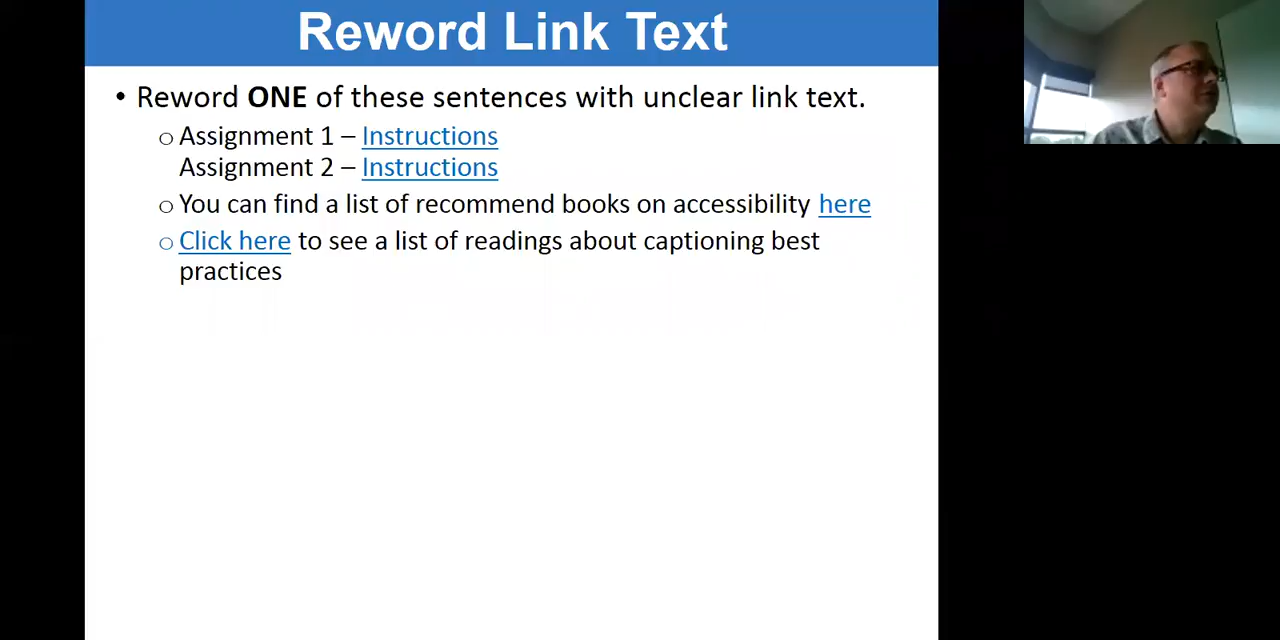 Reword Link Text
• Reword ONE of these sentences with unclear link text.
o Assignment 1 – Instructions
Assignment 2 – Instructions
o You can find a list of recommend books on accessibility here
o Click here to see a list of readings about captioning best
practices